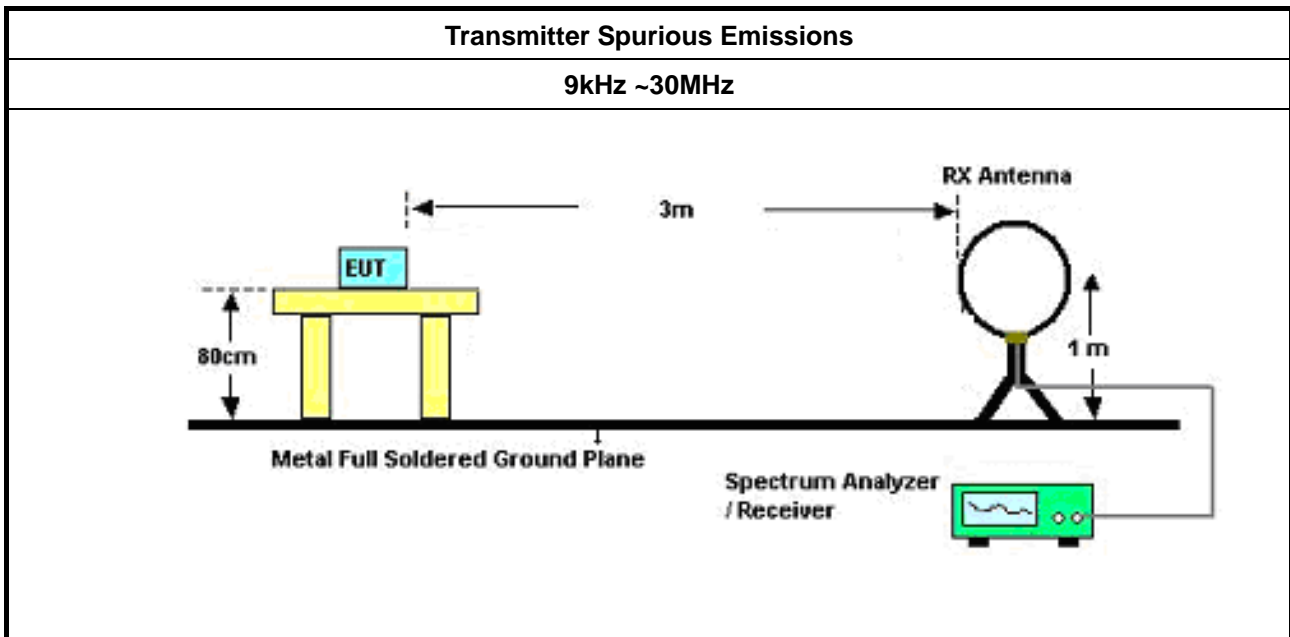 Transmitter Spurious Emissions
9kHz ~30MHz
RX Antenna
3m
EUT
80cm
1 m
Metal Full Soldered Ground Plane
Spectrum Analyzer
/ Receiver